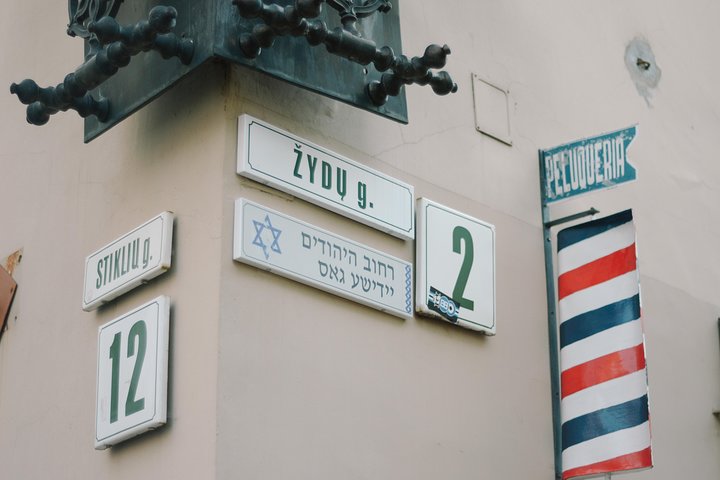 ŽYDŲ g.
רחוב היהודים
יידישע גאס
2
STIKLIŲ g.
12
PELUQUERIA